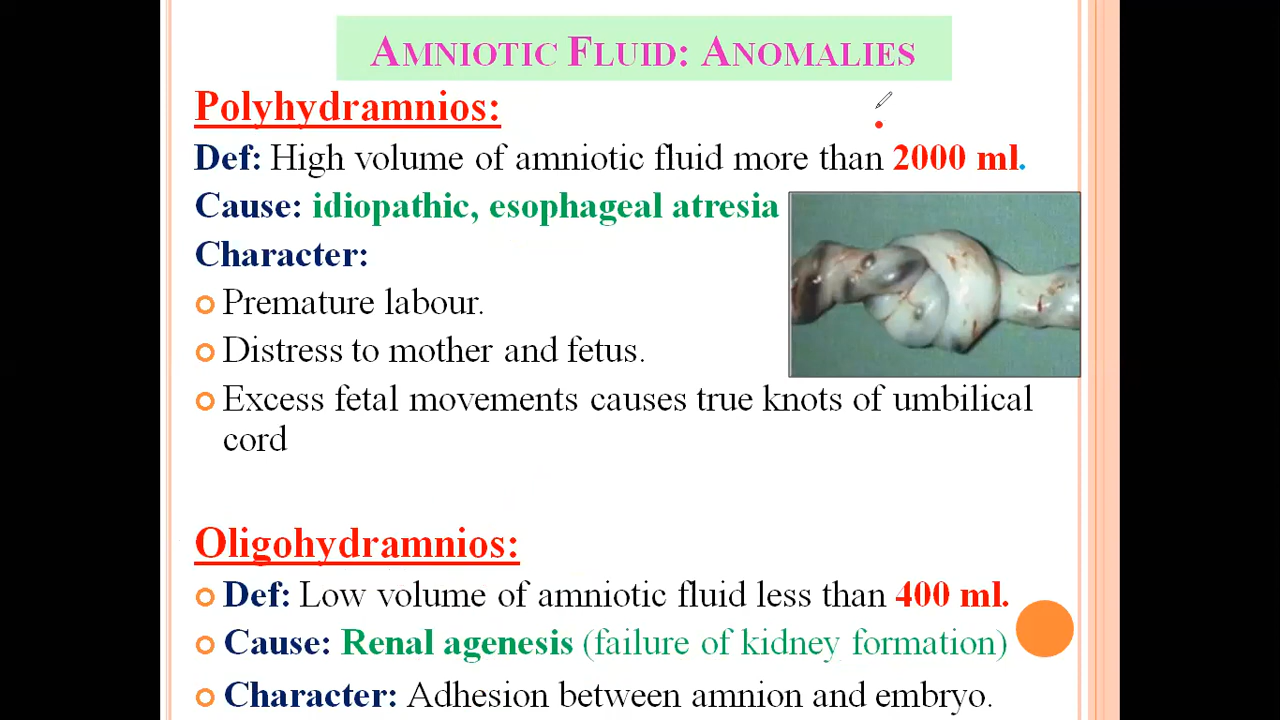 AMNIOTIC FLUID: ANOMALIES
Polyhydramnios:
Def: High volume of amniotic fluid more than 2000 ml.
Cause: idiopathic, esophageal atresia
Character:
Premature labour.
Distress to mother and fetus.
Excess fetal movements causes true knots of umbilical
cord
Oligohydramnios:
Def: Low volume of amniotic fluid less than 400 ml.
Cause: Renal agenesis (failure of kidney formation)
Character: Adhesion between amnion and embryo.